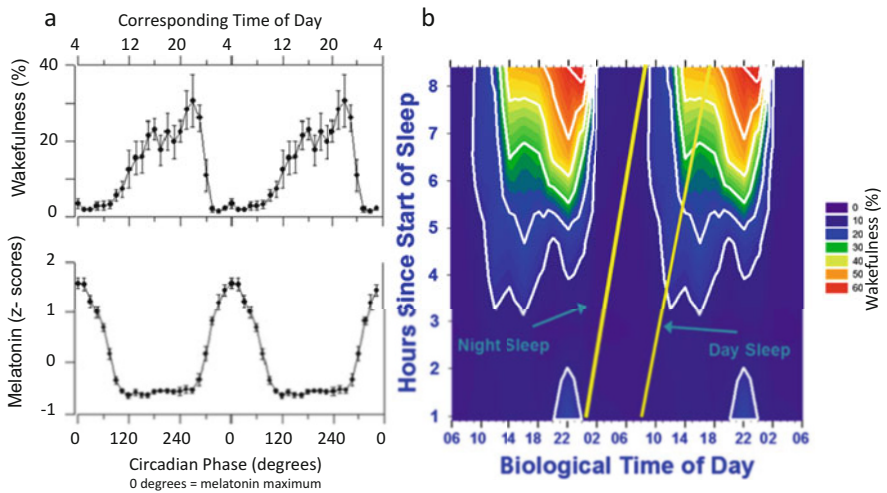 a
Corresponding Time of Day
4 12 20 4 12 20 4
Wakefulness (%)
40
20
0
Melatonin (z- scores)
2
1
0
-1
0 120 240 0 120 240 0
Circadian Phase (degrees)
0 degrees = melatonin maximum
b
Hours Since Start of Sleep
8
7
6
5
4
3
2
1
Night Sleep
Day Sleep
06 10 14 18 22 02 06 10 14 18 22 02 06
Biological Time of Day
0
10
20
30
40
50
60
Wakefulness (%)